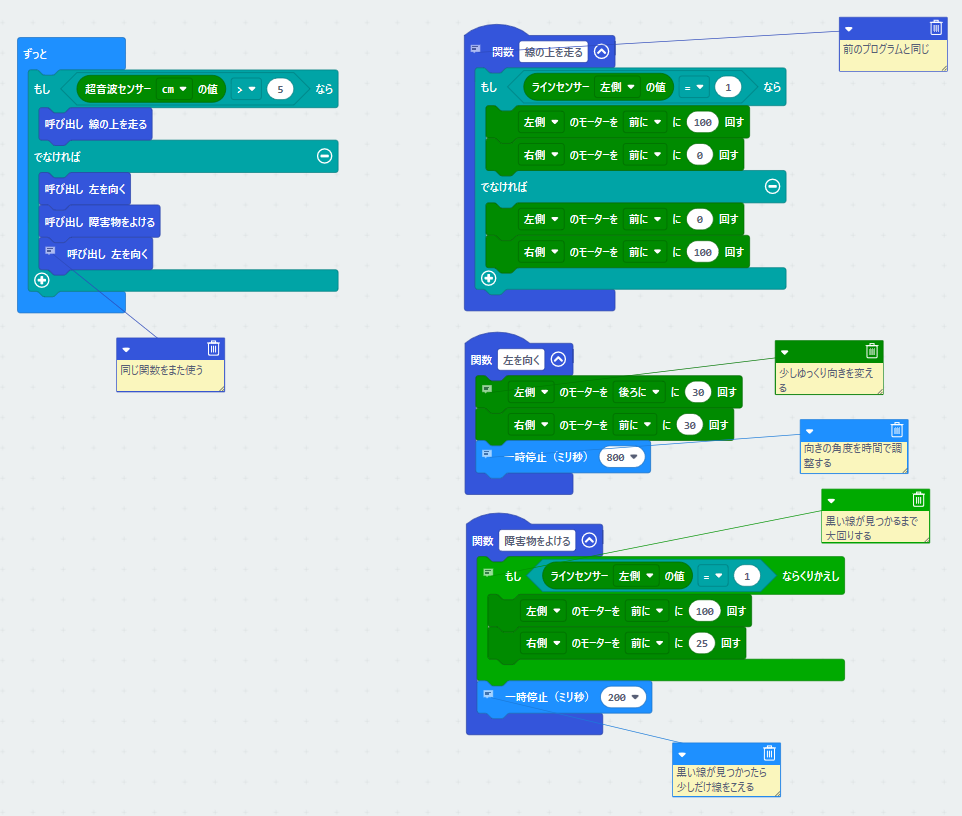 ずっと
もし 超音波センサー cm の値 > 5 なら
呼び出し 線の上を走る
でなければ
呼び出し 左を向く
呼び出し 障害物をよける
呼び出し 左を向く
同じ関数をまた使う
関数 線の上を走る
前のプログラムと同じ
もし ラインセンサー 左側 の値 = 1 なら
左側 のモーターを 前に に 100 回す
右側 のモーターを 前に に 0 回す
でなければ
左側 のモーターを 前に に 0 回す
右側 のモーターを 前に に 100 回す
関数 左を向く
左側 のモーターを 後ろに に 30 回す
右側 のモーターを 前に に 30 回す
一時停止（ミリ秒） 800
少しゆっくり向きを変え
る
向きの角度を時間で調
整する
関数 障害物をよける
もし ラインセンサー 左側 の値 = 1 ならくりかえし
左側 のモーターを 前に に 100 回す
右側 のモーターを 前に に 25 回す
一時停止（ミリ秒） 200
黒い線が見つかるまで
大回りする
黒い線が見つかったら
少しだけ線をこえる